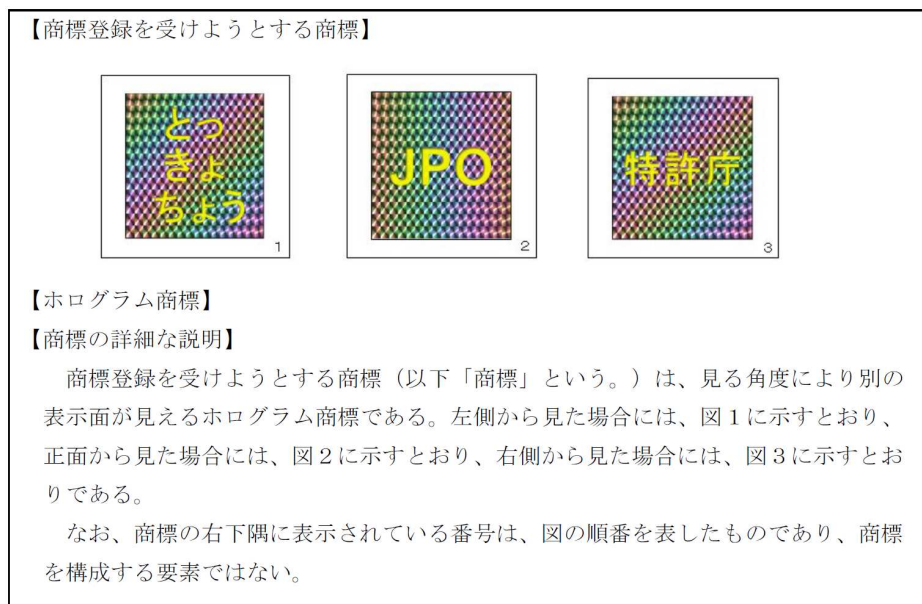 【商標登録を受けようとする商標】
とっ
きょ
ちょう
1
JPO
2
特許庁
3
【ホログラム商標】
【商標の詳細な説明】
商標登録を受けようとする商標（以下「商標」という。）は、見る角度により別の
表示面が見えるホログラム商標である。左側から見た場合には、図１に示すとおり、
正面から見た場合には、図２に示すとおり、右側から見た場合には、図３に示すとお
りである。
なお、商標の右下隅に表示されている番号は、図の順番を表したものであり、商標
を構成する要素ではない。